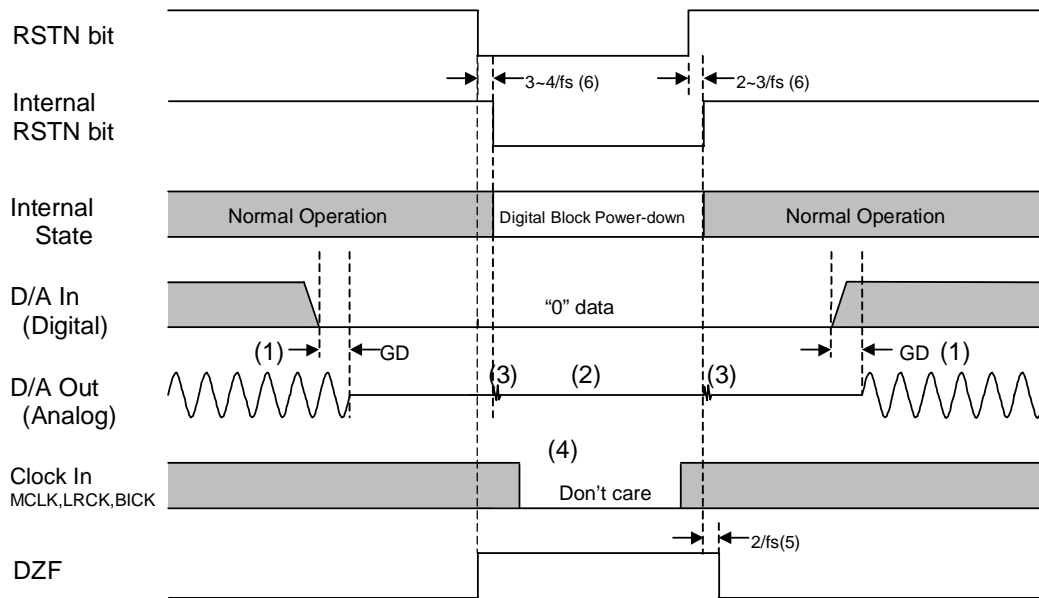 RSTN bit
3~4/fs (6)
2~3/fs (6)
Internal
RSTN bit
Internal
State
Normal Operation
Digital Block Power-down
Normal Operation
D/A In
(Digital)
“0” data
(1)
GD
GD
(1)
D/A Out
(Analog)
(3)
(2)
(3)
(4)
Clock In
MCLK,LRCK,BICK
Don’t care
2/fs(5)
DZF